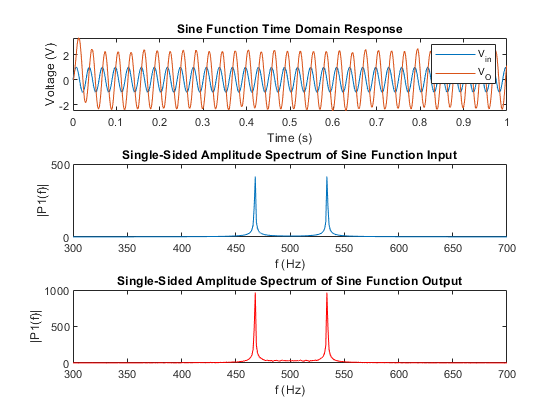 Sine Function Time Domain Response
Voltage (V)
2
0
-2
V_in
V_O
0 0.1 0.2 0.3 0.4 0.5 0.6 0.7 0.8 0.9 1
Time (s)
Single-Sided Amplitude Spectrum of Sine Function Input
|P1(f)|
500
0
300 350 400 450 500 550 600 650 700
f (Hz)
Single-Sided Amplitude Spectrum of Sine Function Output
|P1(f)|
1000
500
0
300 350 400 450 500 550 600 650 700
f (Hz)